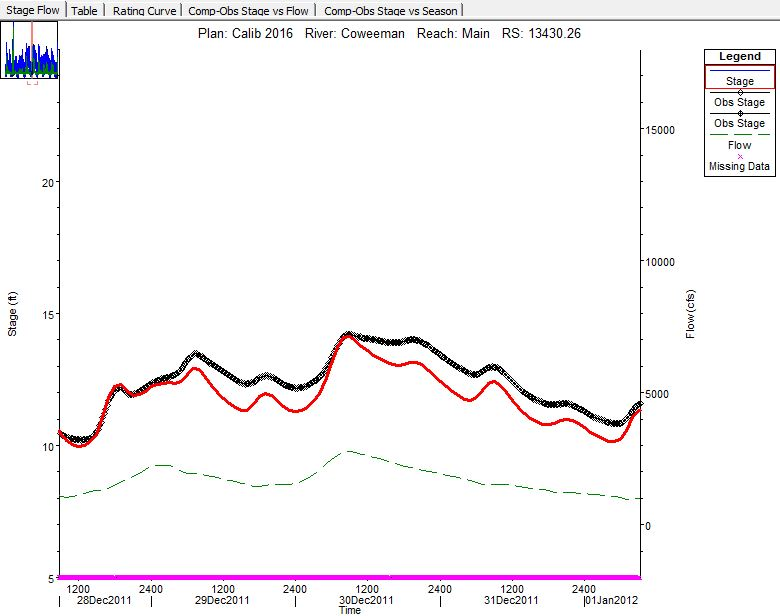 Stage Flow | Table | Rating Curve | Comp-Obs Stage vs Flow | Comp-Obs Stage vs Season |
Plan: Calib 2016 River: Coweeman Reach: Main RS: 13430.26
Legend
Stage
Obs Stage
Obs Stage
Flow
Missing Data
Stage (ft)
20
15
10
5
15000
10000
5000
0
Flow (cfs)
1200 2400 1200 2400 1200 2400 1200 2400
28Dec2011 29Dec2011 30Dec2011 31Dec2011 01Jan2012
Time